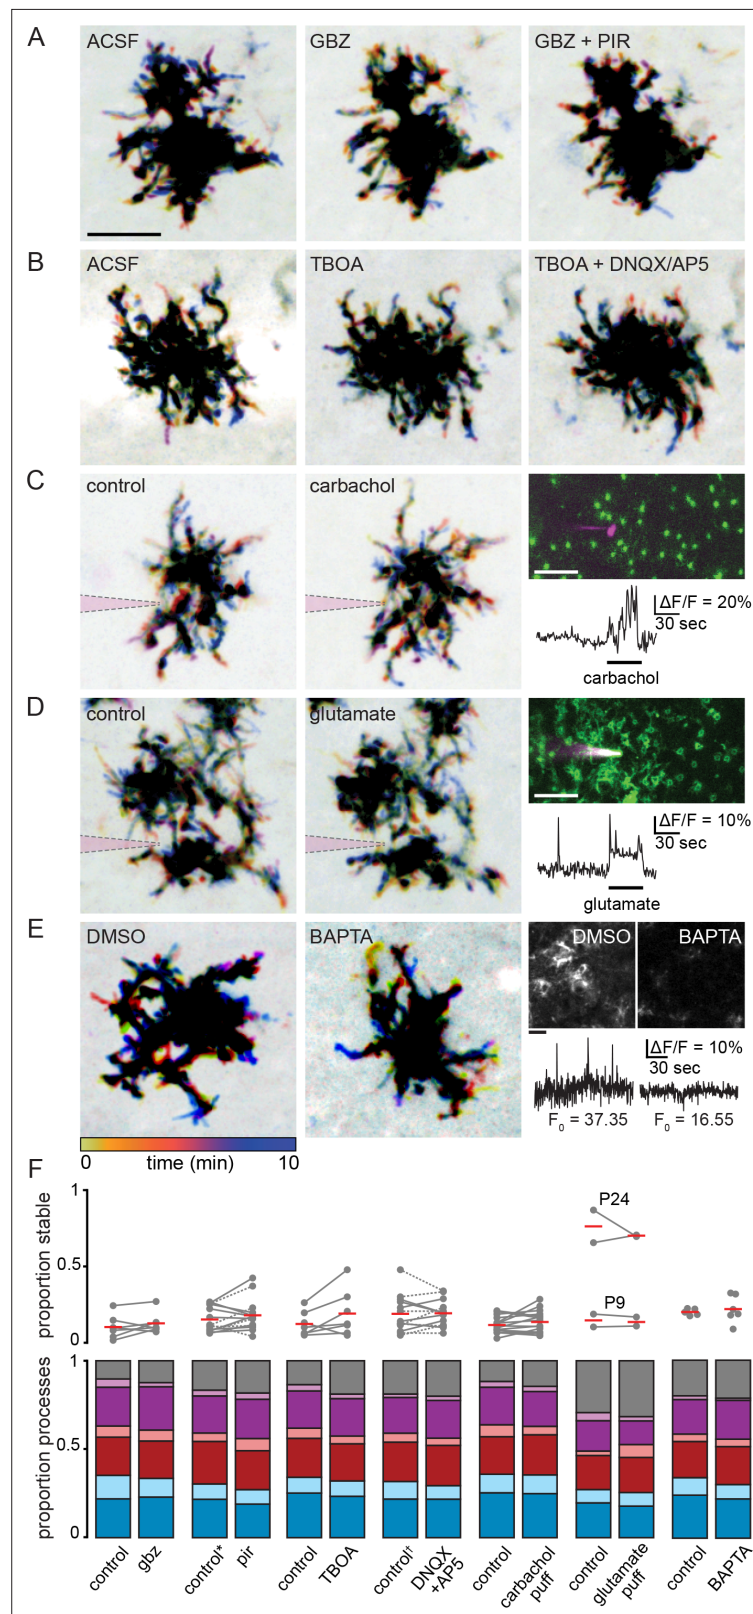 A
ACSF
GBZ
GBZ + PIR
B
ACSF
TBOA
TBOA + DNQX/AP5
C
control
carbachol
ΔF/F = 20%
30 sec
carbachol
D
control
glutamate
ΔF/F = 10%
30 sec
glutamate
E
DMSO
BAPTA
DMSO
BAPTA
ΔF/F = 10%
30 sec
F₀ = 37.35
F₀ = 16.55
0
time (min)
10
F
proportion stable
1
0.5
0
P24
P9
proportion processes
1
0.5
0
control
gbz
control*
pir
control
TBOA
control†
DNQX
+AP5
control
carbachol
puff
control
glutamate
puff
control
BAPTA